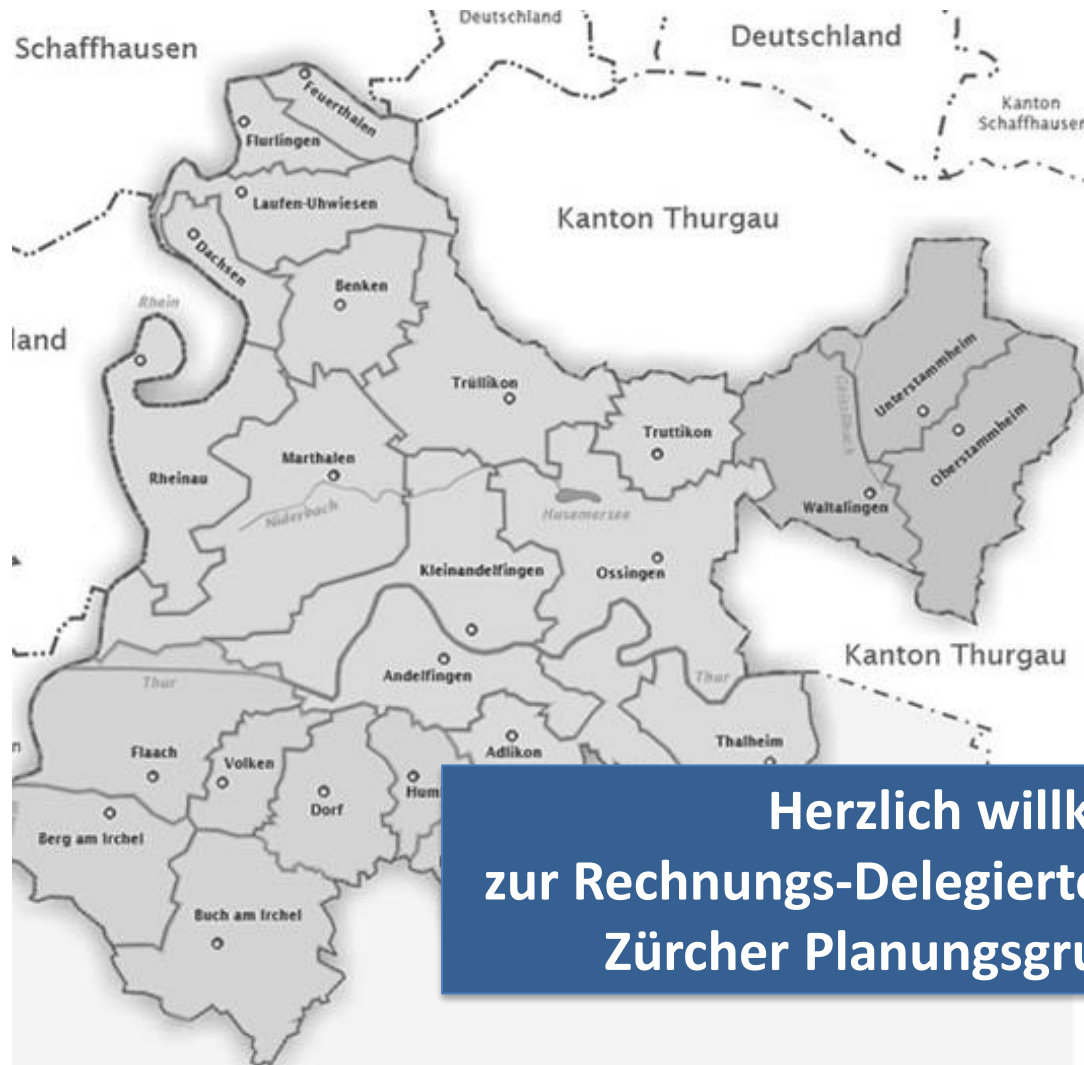 Deutschland
Schaffhausen
Deutschland
Kanton
Schaffhausen
Feuerthalen
Flurlingen
Laufen-Uhwiesen
Kanton Thurgau
Dachsen
Benken
Rhein
land
Unterstammheim
Trüllikon
Truttikon
Oberstammheim
Marthalen
Rheinau
Waltalingen
Niderbach
Husemersee
Kleinandelfingen
Ossingen
Kanton Thurgau
Andelfingen
Thur
Thur
Flaach
Volken
Adlikon
Thalheim
Dorf
Hum
Berg am Irchel
Buch am Irchel
Herzlich willk
zur Rechnungs-Delegierte
Zürcher Planungsgru